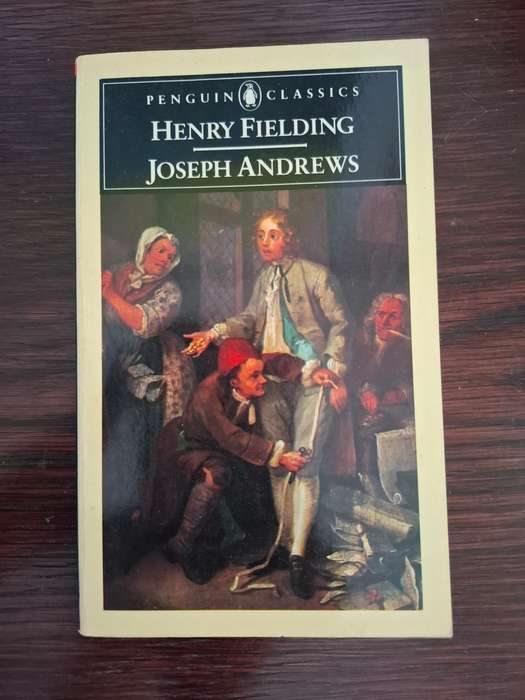 PENGUIN CLASSICS
HENRY FIELDING
JOSEPH ANDREWS